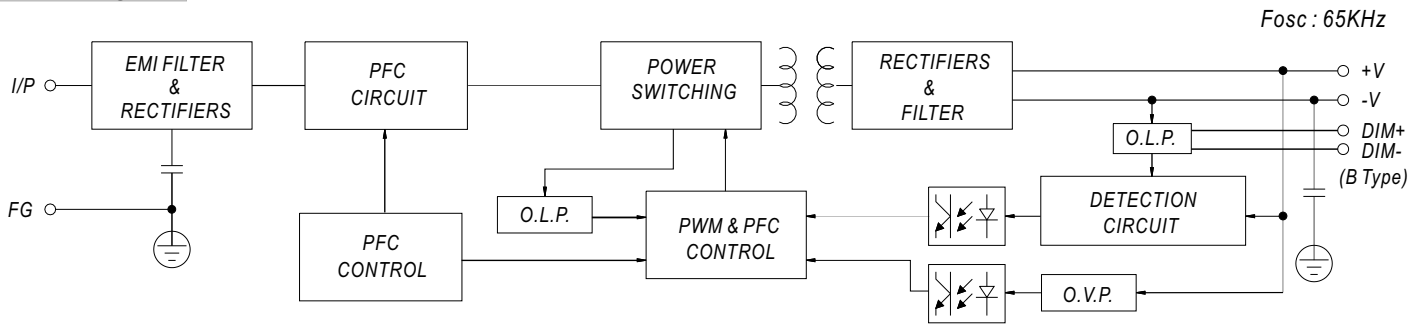 Fosc : 65KHz
I/P
EMI FILTER
&
RECTIFIERS
PFC
CIRCUIT
POWER
SWITCHING
RECTIFIERS
&
FILTER
+V
-V
O.L.P.
DIM+
DIM-
(B Type)
FG
O.L.P.
PFC
CONTROL
PWM & PFC
CONTROL
DETECTION
CIRCUIT
O.V.P.